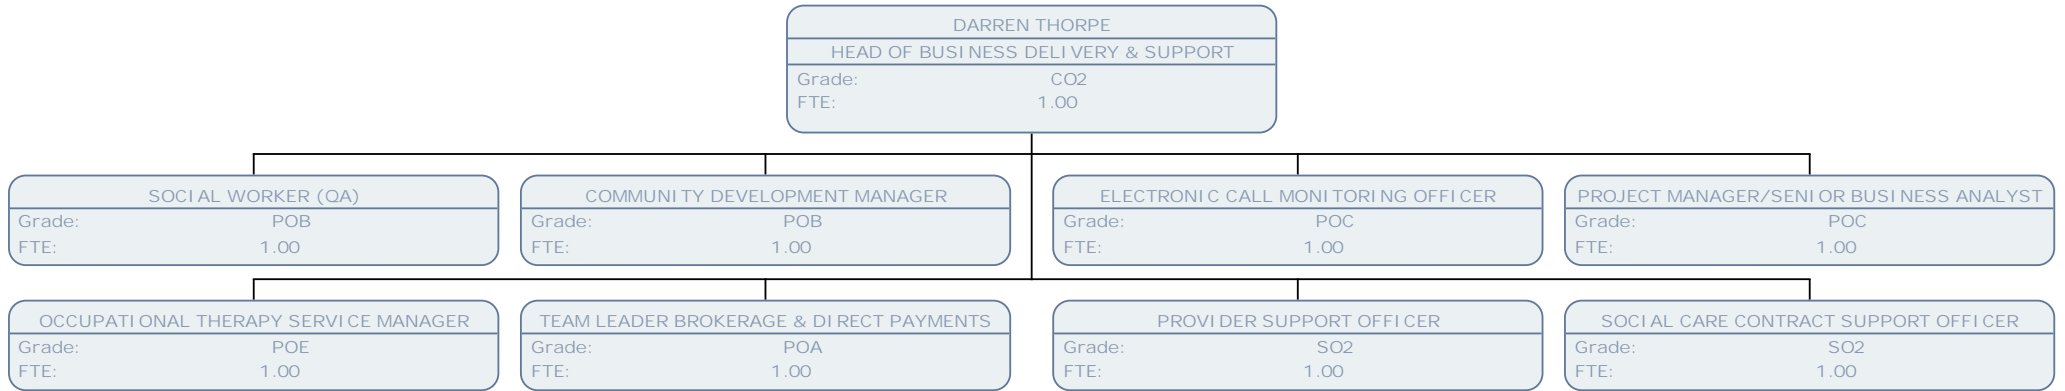 DARREN THORPE
HEAD OF BUSINESS DELIVERY & SUPPORT
Grade: CO2
FTE: 1.00
SOCIAL WORKER (QA)
Grade: POB
FTE: 1.00
COMMUNITY DEVELOPMENT MANAGER
Grade: POB
FTE: 1.00
ELECTRONIC CALL MONITORING OFFICER
Grade: POC
FTE: 1.00
PROJECT MANAGER/SENIOR BUSINESS ANALYST
Grade: POC
FTE: 1.00
OCCUPATIONAL THERAPY SERVICE MANAGER
Grade: POE
FTE: 1.00
TEAM LEADER BROKERAGE & DIRECT PAYMENTS
Grade: POA
FTE: 1.00
PROVIDER SUPPORT OFFICER
Grade: SO2
FTE: 1.00
SOCIAL CARE CONTRACT SUPPORT OFFICER
Grade: SO2
FTE: 1.00